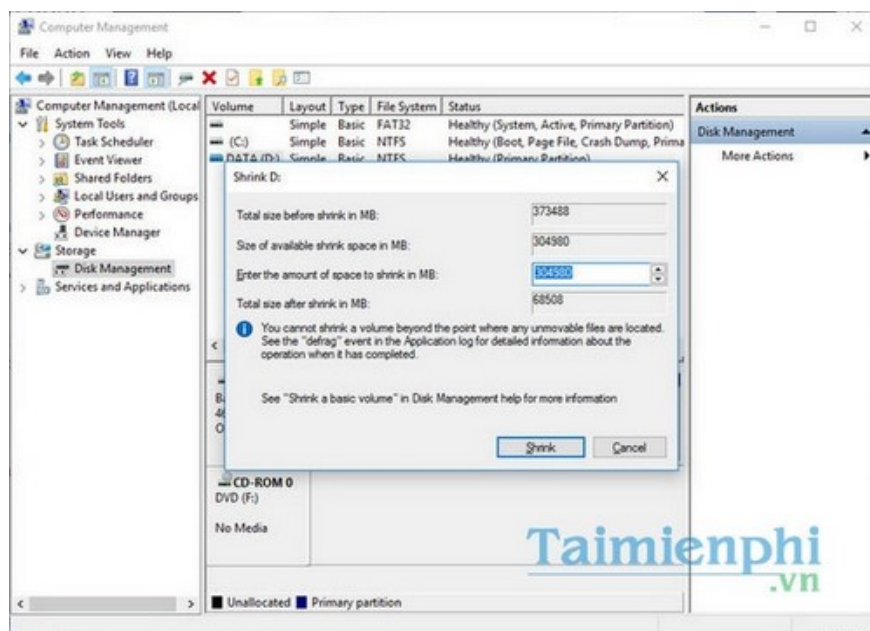 Computer Management
File Action View Help
Computer Management (Local
System Tools
Task Scheduler
Event Viewer
Shared Folders
Local Users and Groups
Performance
Device Manager
Storage
Disk Management
Services and Applications
Volume Layout Type File System Status
Simple Basic FAT32 Healthy (System, Active, Primary Partition)
(C:) Simple Basic NTFS Healthy (Boot, Page File, Crash Dump, Prima
DATA (D:) Simple Basic NTFS Healthy (Primary Partition)
Shrink D:
Total size before shrink in MB: 373488
Size of available shrink space in MB: 304980
Enter the amount of space to shrink in MB: 304980
Total size after shrink in MB: 68508
You cannot shrink a volume beyond the point where any unmovable files are located.
See the "defrag" event in the Application log for detailed information about the
operation when it has completed.
See "Shrink a basic volume" in Disk Management help for more information
Shrink Cancel
CD-ROM 0
DVD (F:)
No Media
Unallocated Primary partition
Actions
Disk Management
More Actions
Taimienphi
.vn